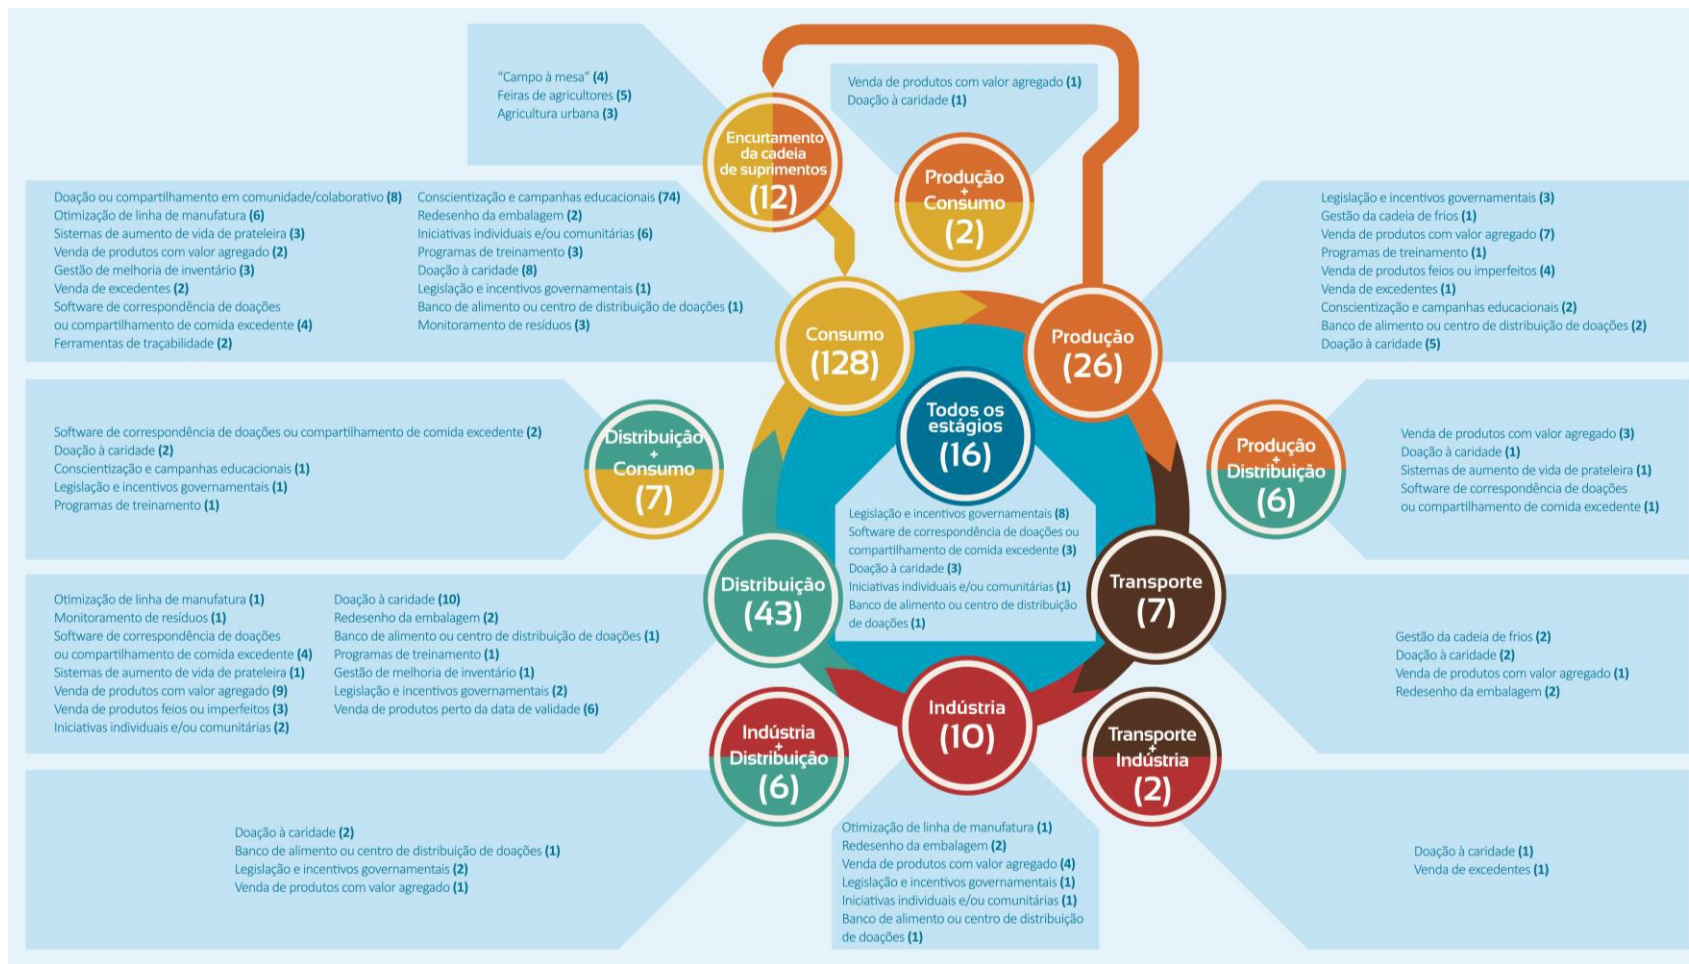 "Campo à mesa" (4)
Feiras de agricultores (5)
Agricultura urbana (3)
Encurtamento
da cadeia
de suprimentos
(12)
Venda de produtos com valor agregado (1)
Doação à caridade (1)
Produção
+
Consumo
(2)
Doação ou compartilhamento em comunidade/colaborativo (8)
Otimização de linha de manufatura (6)
Sistemas de aumento de vida de prateleira (3)
Venda de produtos com valor agregado (2)
Gestão de melhoria de inventário (3)
Venda de excedentes (2)
Software de correspondência de doações
ou compartilhamento de comida excedente (4)
Ferramentas de traçabilidade (2)
Conscientização e campanhas educacionais (74)
Redesenho da embalagem (2)
Iniciativas individuais e/ou comunitárias (6)
Programas de treinamento (3)
Doação à caridade (8)
Legislação e incentivos governamentais (1)
Banco de alimento ou centro de distribuição de doações (1)
Monitoramento de resíduos (3)
Consumo
(128)
Produção
(26)
Legislação e incentivos governamentais (3)
Gestão da cadeia de frios (1)
Venda de produtos com valor agregado (7)
Programas de treinamento (1)
Venda de produtos feios ou imperfeitos (4)
Venda de excedentes (1)
Conscientização e campanhas educacionais (2)
Banco de alimento ou centro de distribuição de doações (2)
Doação à caridade (5)
Software de correspondência de doações ou compartilhamento de comida excedente (2)
Doação à caridade (2)
Conscientização e campanhas educacionais (1)
Legislação e incentivos governamentais (1)
Programas de treinamento (1)
Distribuição
+
Consumo
(7)
Todos os
estágios
(16)
Legislação e incentivos governamentais (8)
Software de correspondência de doações ou
compartilhamento de comida excedente (3)
Doação à caridade (3)
Iniciativas individuais e/ou comunitárias (1)
Banco de alimento ou centro de distribuição
de doações (1)
Produção
+
Distribuição
(6)
Venda de produtos com valor agregado (3)
Doação à caridade (1)
Sistemas de aumento de vida de prateleira (1)
Software de correspondência de doações
ou compartilhamento de comida excedente (1)
Otimização de linha de manufatura (1)
Monitoramento de resíduos (1)
Software de correspondência de doações
ou compartilhamento de comida excedente (4)
Sistemas de aumento de vida de prateleira (1)
Venda de produtos com valor agregado (9)
Venda de produtos feios ou imperfeitos (3)
Iniciativas individuais e/ou comunitárias (2)
Doação à caridade (10)
Redesenho da embalagem (2)
Banco de alimento ou centro de distribuição de doações (1)
Programas de treinamento (1)
Gestão de melhoria de inventário (1)
Legislação e incentivos governamentais (2)
Venda de produtos perto da data de validade (6)
Distribuição
(43)
Transporte
(7)
Gestão da cadeia de frios (2)
Doação à caridade (2)
Venda de produtos com valor agregado (1)
Redesenho da embalagem (2)
Indústria
+
Distribuição
(6)
Indústria
(10)
Transporte
+
Indústria
(2)
Doação à caridade (2)
Banco de alimento ou centro de distribuição de doações (1)
Legislação e incentivos governamentais (2)
Venda de produtos com valor agregado (1)
Otimização de linha de manufatura (1)
Redesenho da embalagem (2)
Venda de produtos com valor agregado (4)
Legislação e incentivos governamentais (1)
Iniciativas individuais e/ou comunitárias (1)
Banco de alimento ou centro de distribuição
de doações (1)
Doação à caridade (1)
Venda de excedentes (1)